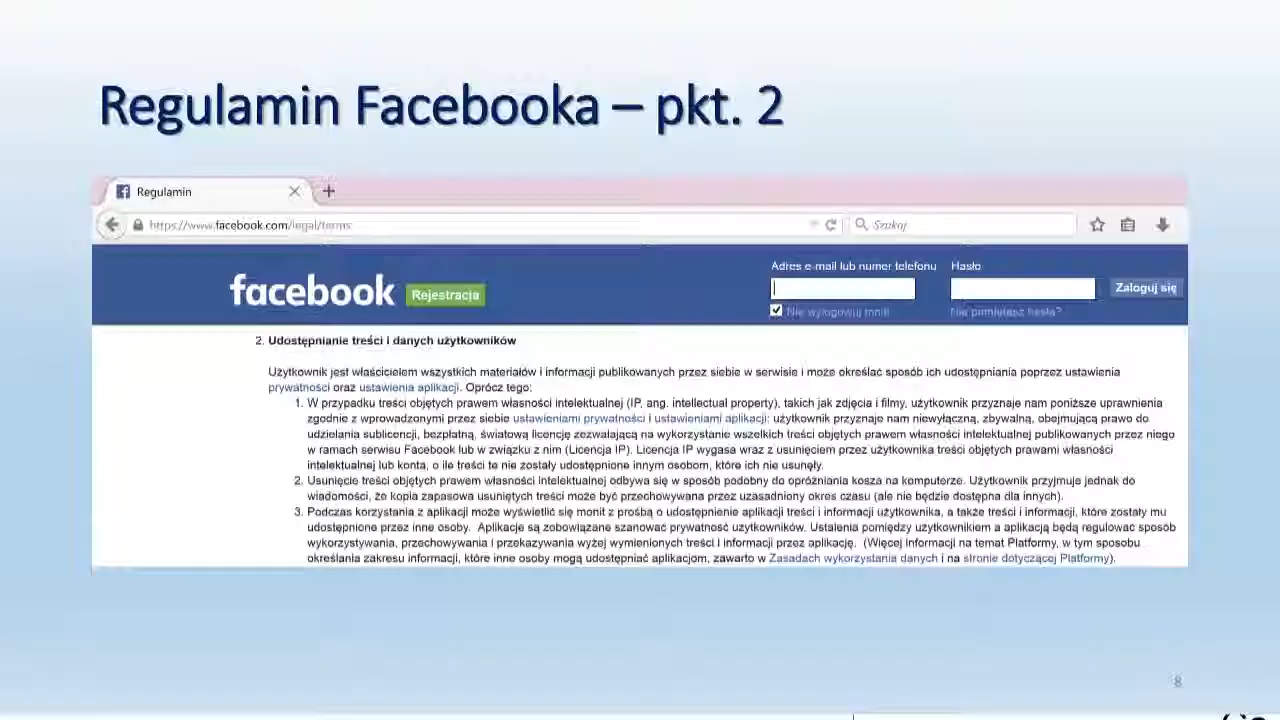 Regulamin Facebooka – pkt. 2
Regulamin
https://www.facebook.com/legal/terms
Szukaj
Adres e-mail lub numer telefonu Hasło
facebook Rejestracja
Zaloguj się
Nie wylogowuj mnie Nie pamiętasz hasła?
2. Udostępnianie treści i danych użytkowników
Użytkownik jest właścicielem wszystkich materiałów i informacji publikowanych przez siebie w serwisie i może określać sposób ich udostępniania poprzez ustawienia
prywatności oraz ustawienia aplikacji. Oprócz tego:
1. W przypadku treści objętych prawem własności intelektualnej (IP, ang. intellectual property), takich jak zdjęcia i filmy, użytkownik przyznaje nam poniższe uprawnienia
zgodnie z wprowadzonymi przez siebie ustawieniami prywatności i ustawieniami aplikacji: użytkownik przyznaje nam niewyłączną, zbywalną, obejmującą prawo do
udzielania sublicencji, bezpłatną, światową licencję zezwalającą na wykorzystanie wszelkich treści objętych prawem własności intelektualnej publikowanych przez niego
w ramach serwisu Facebook lub w związku z nim (Licencja IP). Licencja IP wygasa wraz z usunięciem przez użytkownika treści objętych prawami własności
intelektualnej lub konta, o ile treści te nie zostały udostępnione innym osobom, które ich nie usunęły.
2. Usunięcie treści objętych prawem własności intelektualnej odbywa się w sposób podobny do opróżniania kosza na komputerze. Użytkownik przyjmuje jednak do
wiadomości, że kopia zapasowa usuniętych treści może być przechowywana przez uzasadniony okres czasu (ale nie będzie dostępna dla innych).
3. Podczas korzystania z aplikacji może wyświetlić się monit z prośbą o udostępnienie aplikacji treści i informacji użytkownika, a także treści i informacji, które zostały mu
udostępnione przez inne osoby. Aplikacje są zobowiązane szanować prywatność użytkowników. Ustalenia pomiędzy użytkownikiem a aplikacją będą regulować sposób
wykorzystywania, przechowywania i przekazywania wyżej wymienionych treści i informacji przez aplikację. (Więcej informacji na temat Platformy, w tym sposobu
określania zakresu informacji, które inne osoby mogą udostępniać aplikacjom, zawarto w Zasadach wykorzystania danych i na stronie dotyczącej Platformy).
8